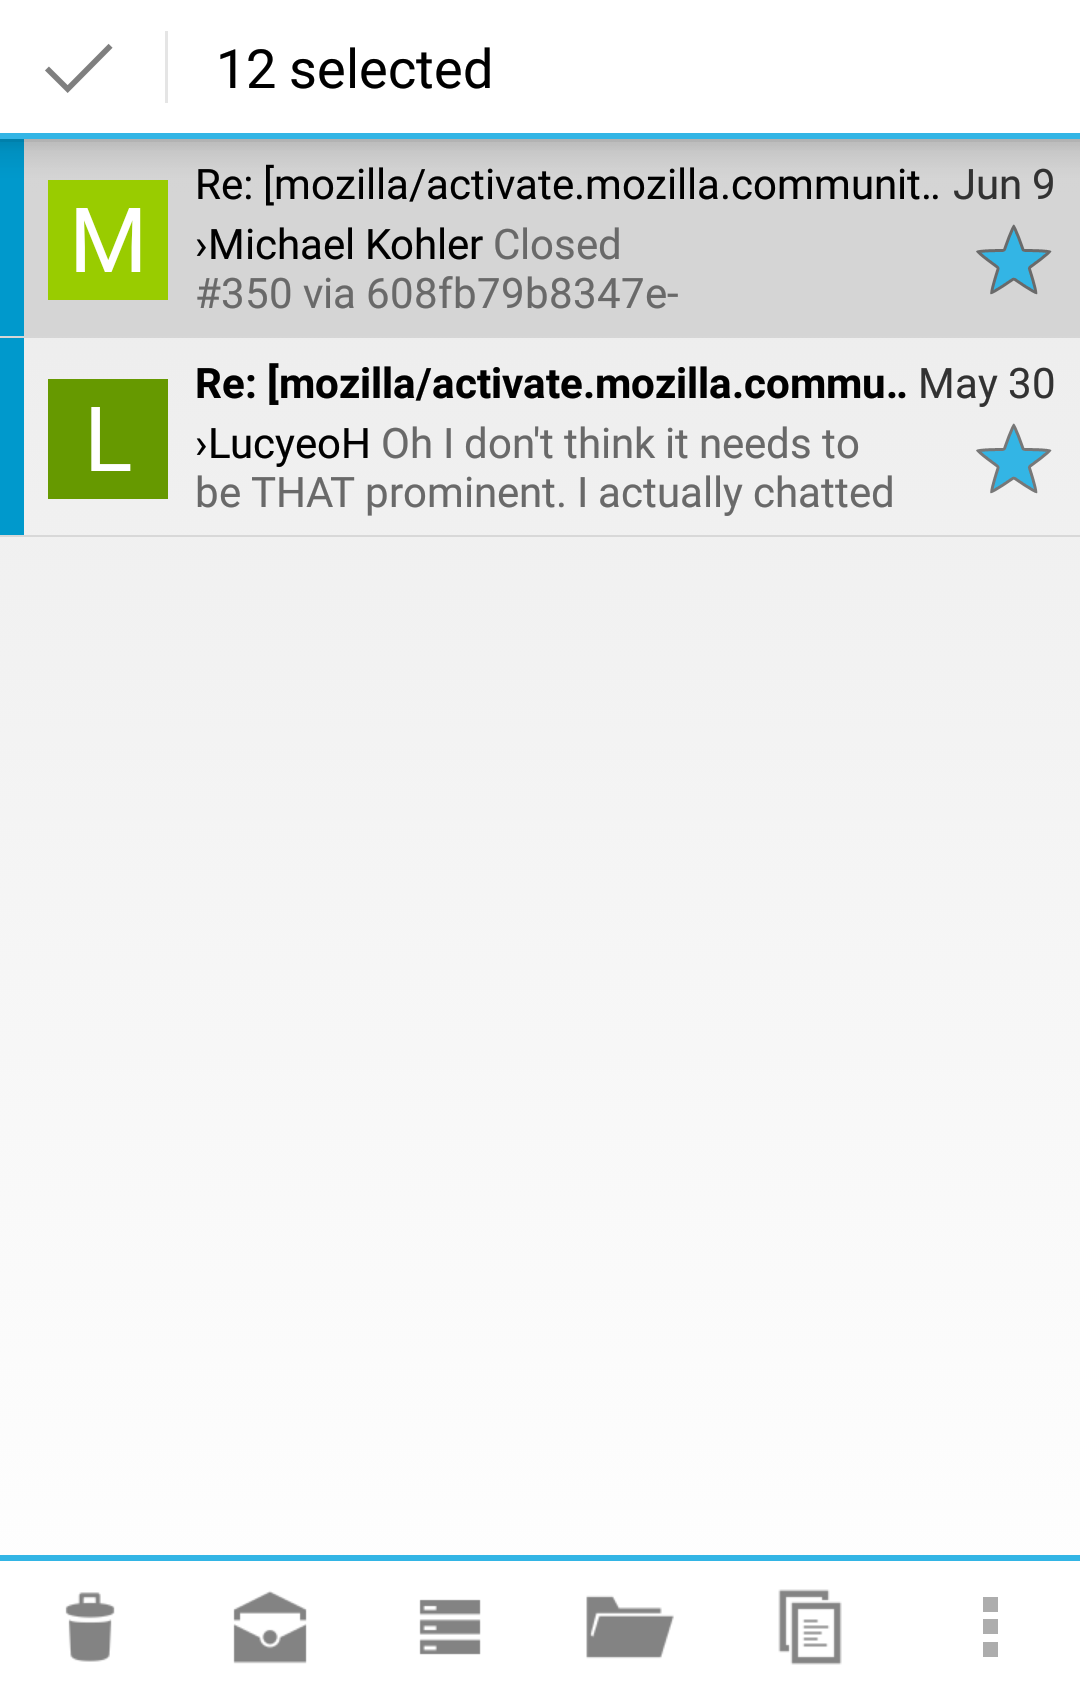 12 selected
M
Re: [mozilla/activate.mozilla.communit.. Jun 9
›Michael Kohler Closed
#350 via 608fb79b8347e-
L
Re: [mozilla/activate.mozilla.commu.. May 30
›LucyeoH Oh I don't think it needs to
be THAT prominent. I actually chatted